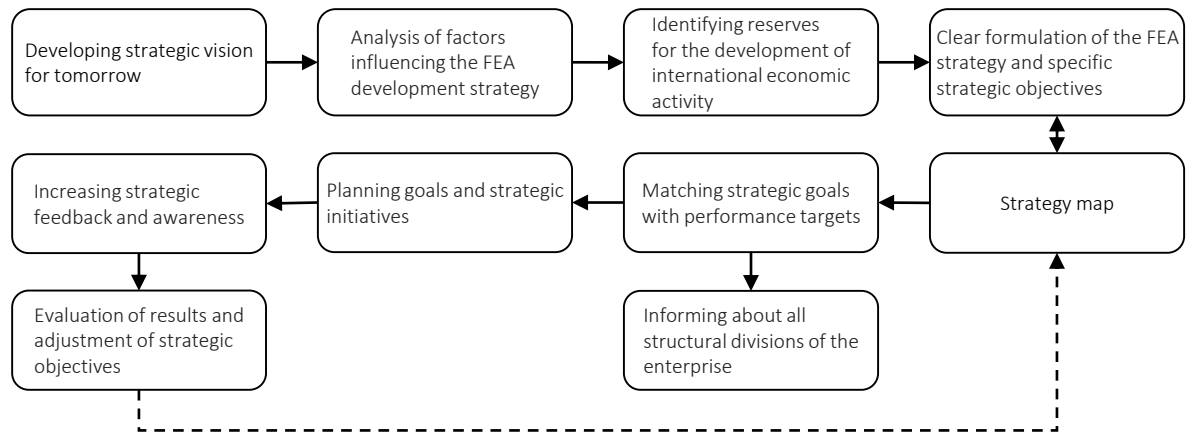 Developing strategic vision
for tomorrow
Analysis of factors
influencing the FEA
development strategy
Identifying reserves
for the development of
international economic
activity
Clear formulation of the FEA
strategy and specific
strategic objectives
Increasing strategic
feedback and awareness
Planning goals and strategic
initiatives
Matching strategic goals
with performance targets
Strategy map
Evaluation of results and
adjustment of strategic
objectives
Informing about all
structural divisions of the
enterprise